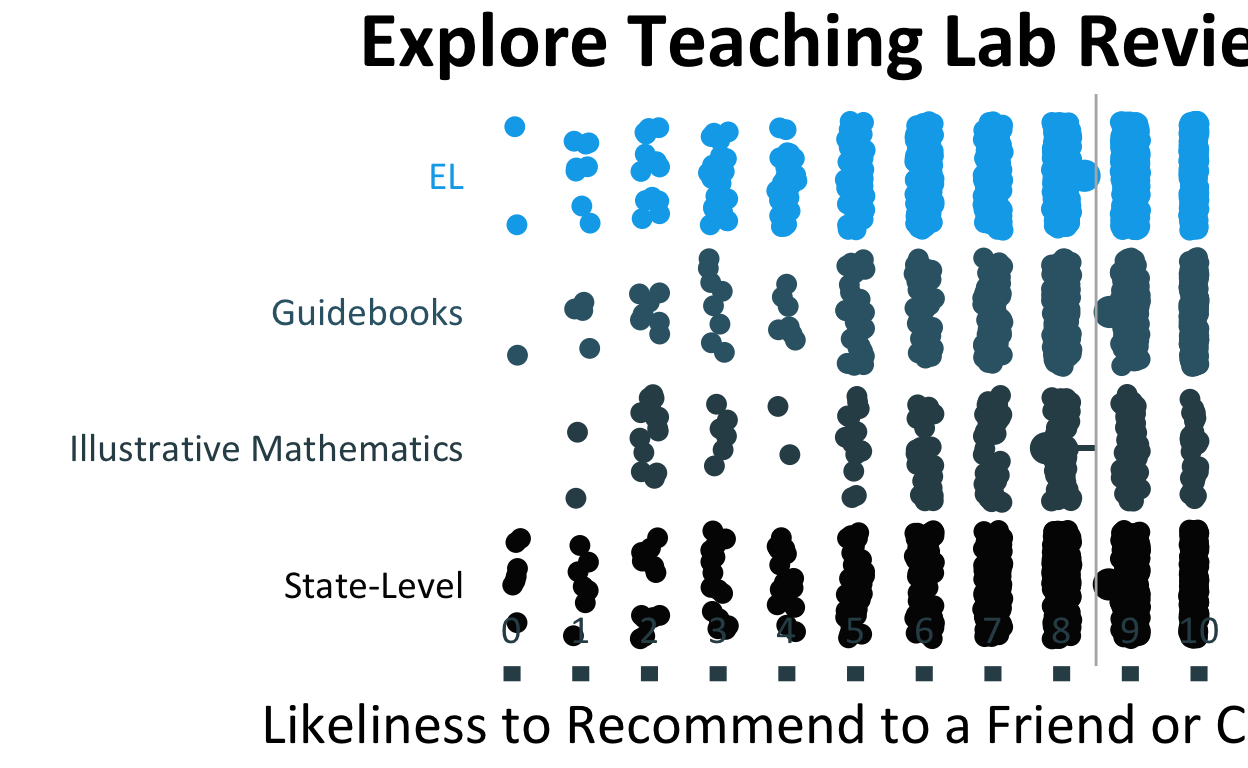 Explore Teaching Lab
EL
Guidebooks
Illustrative Mathematics
State-Level
0 1 2 3 4 5 6 7 8 9 10
Likeliness to Recommend to a Friend or